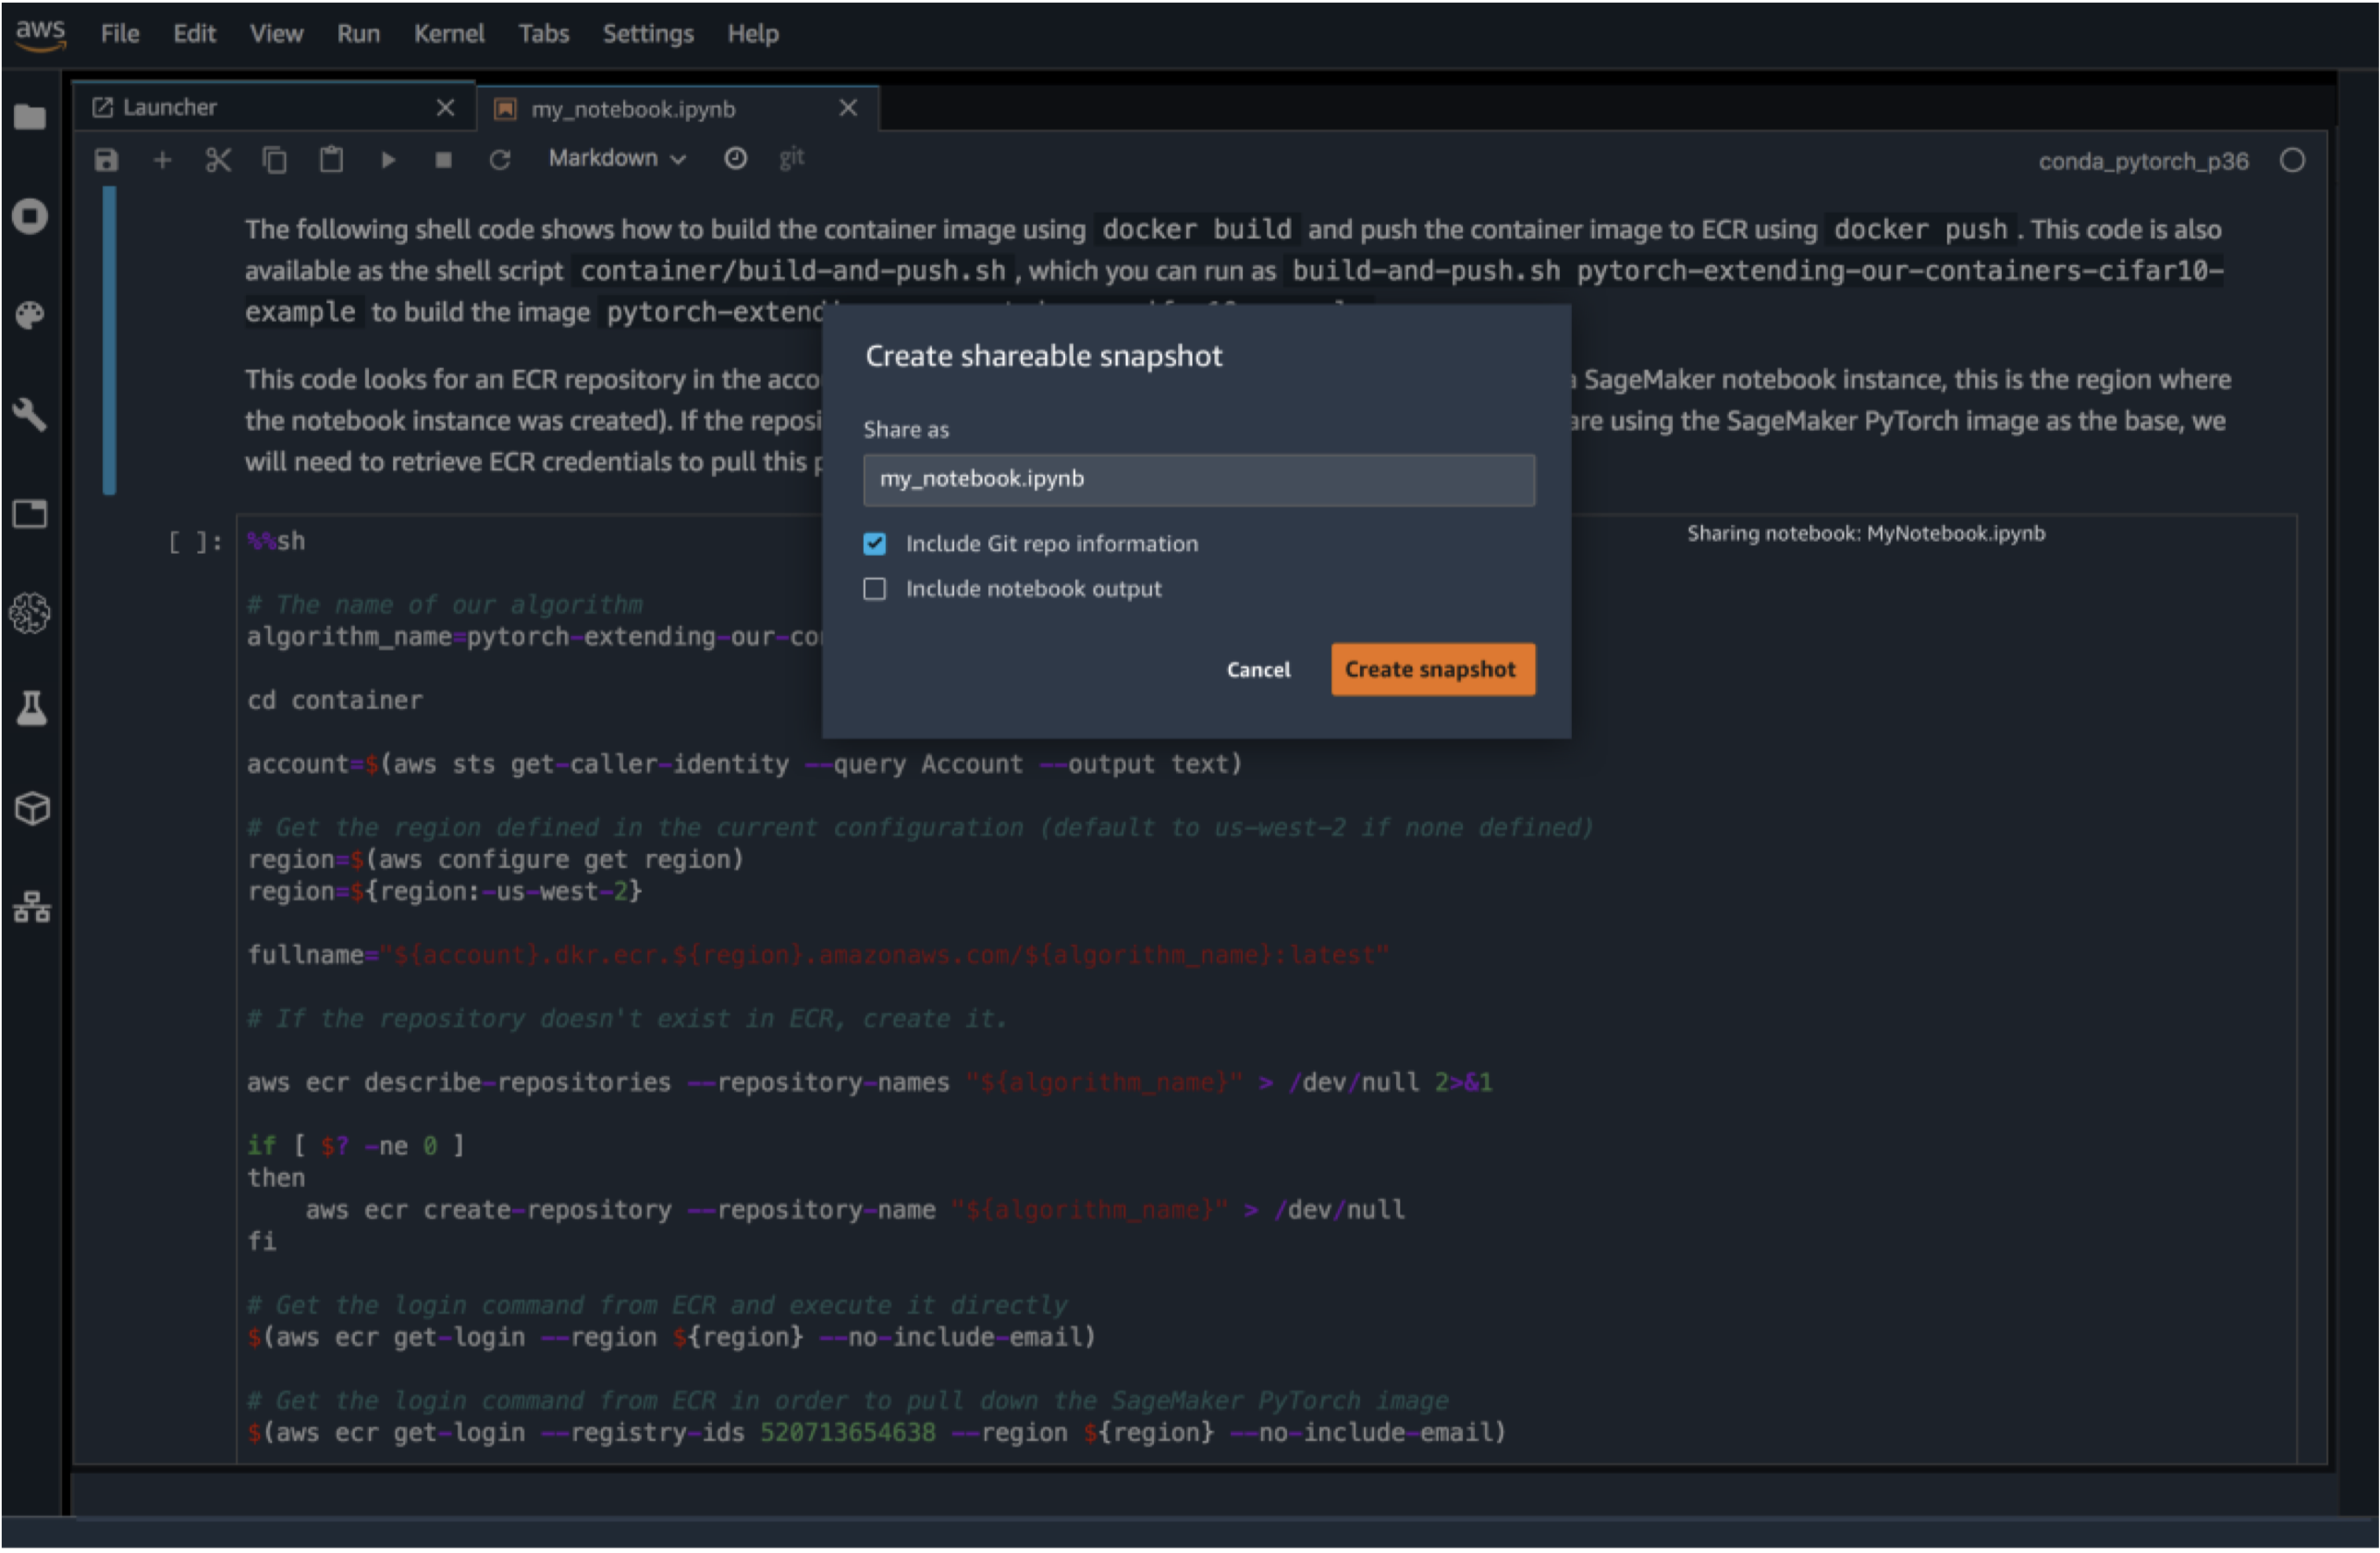 aws File Edit View Run Kernel Tabs Settings Help
Launcher my_notebook.ipynb
Markdown git conda_pytorch_p36
The following shell code shows how to build the container image using docker build and push the container image to ECR using docker push . This code is also
available as the shell script container/build-and-push.sh , which you can run as build-and-push.sh pytorch-extending-our-containers-cifar10-
example to build the image
Create shareable snapshot
This code looks for an ECR repository in the SageMaker notebook instance, this is the region where
Share as
the notebook instance was created). If the are using the SageMaker PyTorch image as the base, we
will need to retrieve ECR credentials to pull this
my_notebook.ipynb
Include Git repo information
Include notebook output
Cancel Create snapshot
Sharing notebook: MyNotebook.ipynb
[ ]: %%sh
# The name of our algorithm
algorithm_name=pytorch-extending-our-
cd container
account=$(aws sts get-caller-identity --query Account --output text)
# Get the region defined in the current configuration (default to us-west-2 if none defined)
region=$(aws configure get region)
region=${region:-us-west-2}
fullname="${account}.dkr.ecr.${region}.amazonaws.com/${algorithm_name}:latest"
# If the repository doesn't exist in ECR, create it.
aws ecr describe-repositories --repository-names "${algorithm_name}" > /dev/null 2>&1
if [ $? -ne 0 ]
then
aws ecr create-repository --repository-name "${algorithm_name}" > /dev/null
fi
# Get the login command from ECR and execute it directly
$(aws ecr get-login --region ${region} --no-include-email)
# Get the login command from ECR in order to pull down the SageMaker PyTorch image
$(aws ecr get-login --registry-ids 520713654638 --region ${region} --no-include-email)